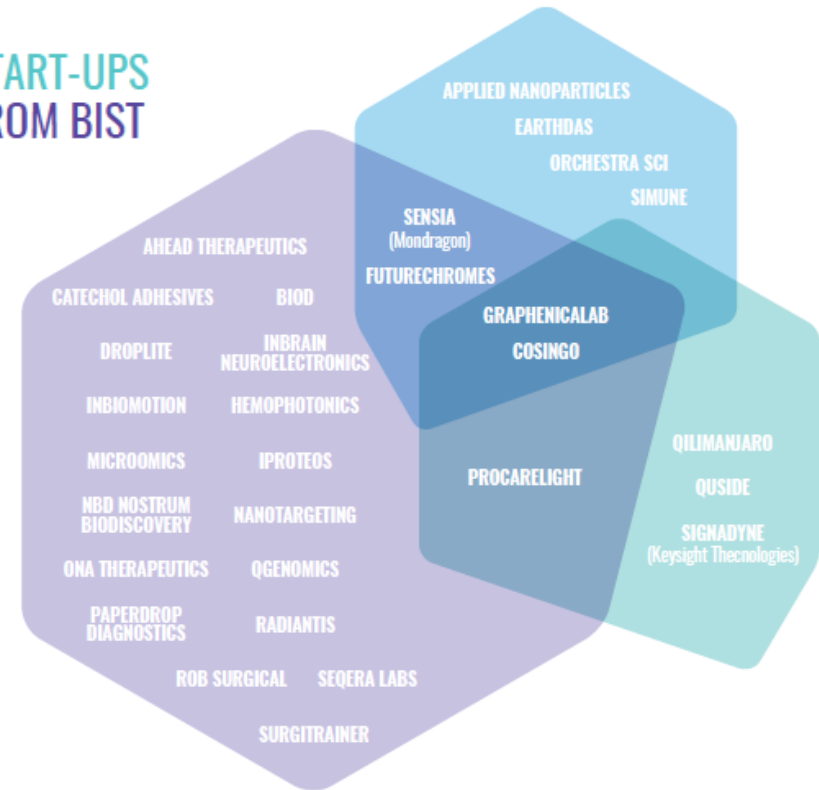 TART-UPS
ROM BIST
APPLIED NANOPARTICLES
EARTHDAS
ORCHESTRA SCI
SIMUNE
SENSIA
(Mondragon)
FUTURECHROMES
GRAPHENICALAB
COSINGO
PROCARELIGHT
QILIMANJARO
QUSIDE
SIGNADYNE
(Keysight Thecnologies)
AHEAD THERAPEUTICS
CATECHOL ADHESIVES
BIOD
DROPLITE
INBRAIN
NEUROELECTRONICS
INBIOMOTION
HEMOPHOTONICS
MICROOMICS
IPROTEOS
NBD NOSTRUM
BIODISCOVERY
NANOTARGETING
ONA THERAPEUTICS
QGENOMICS
PAPERDROP
DIAGNOSTICS
RADIANTIS
ROB SURGICAL
SEQERA LABS
SURGITRAINER